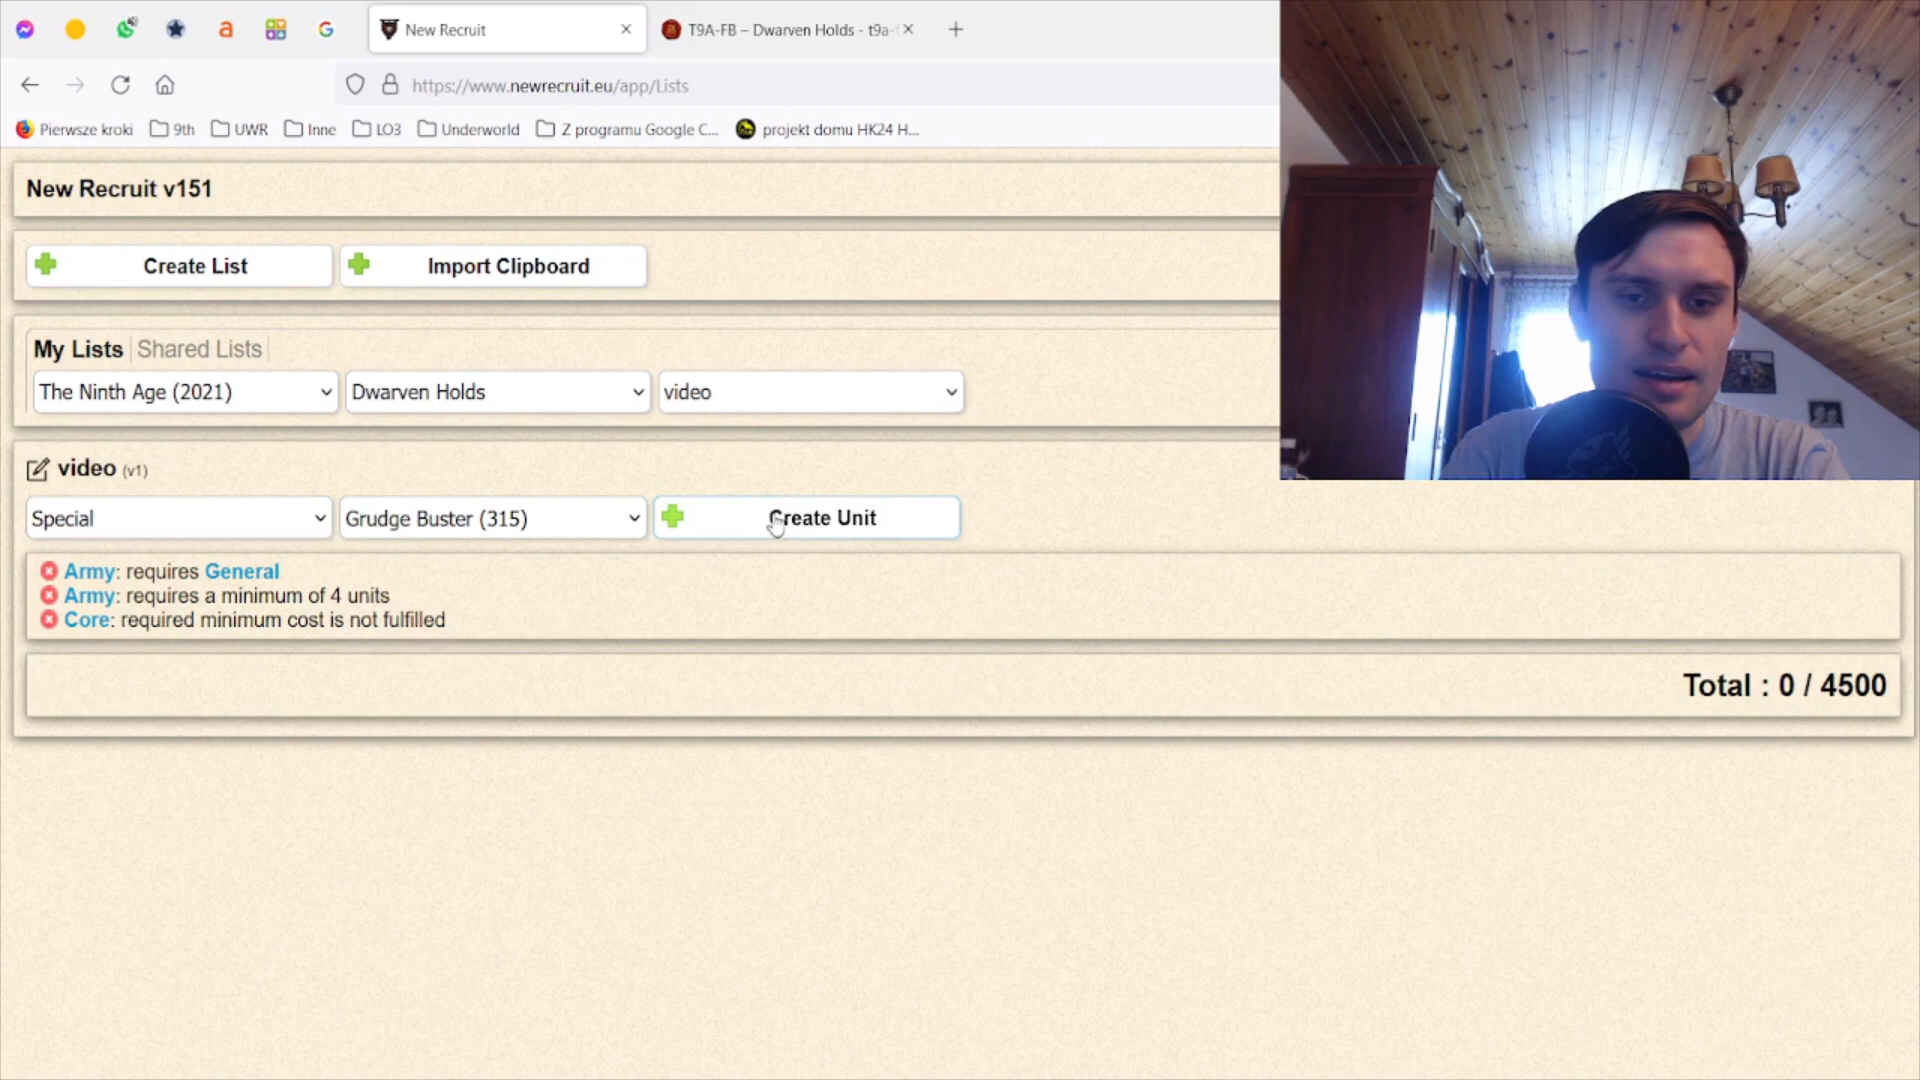 New Recruit
T9A-FB – Dwarven Holds - t9a-
https://www.newrecruit.eu/app/Lists
Pierwsze kroki
9th
UWR
Inne
LO3
Underworld
Z programu Google C...
projekt domu HK24 H...
New Recruit v151
Create List
Import Clipboard
My Lists
Shared Lists
The Ninth Age (2021)
Dwarven Holds
video
video (v1)
Special
Grudge Buster (315)
Create Unit
Army: requires General
Army: requires a minimum of 4 units
Core: required minimum cost is not fulfilled
Total : 0 / 4500